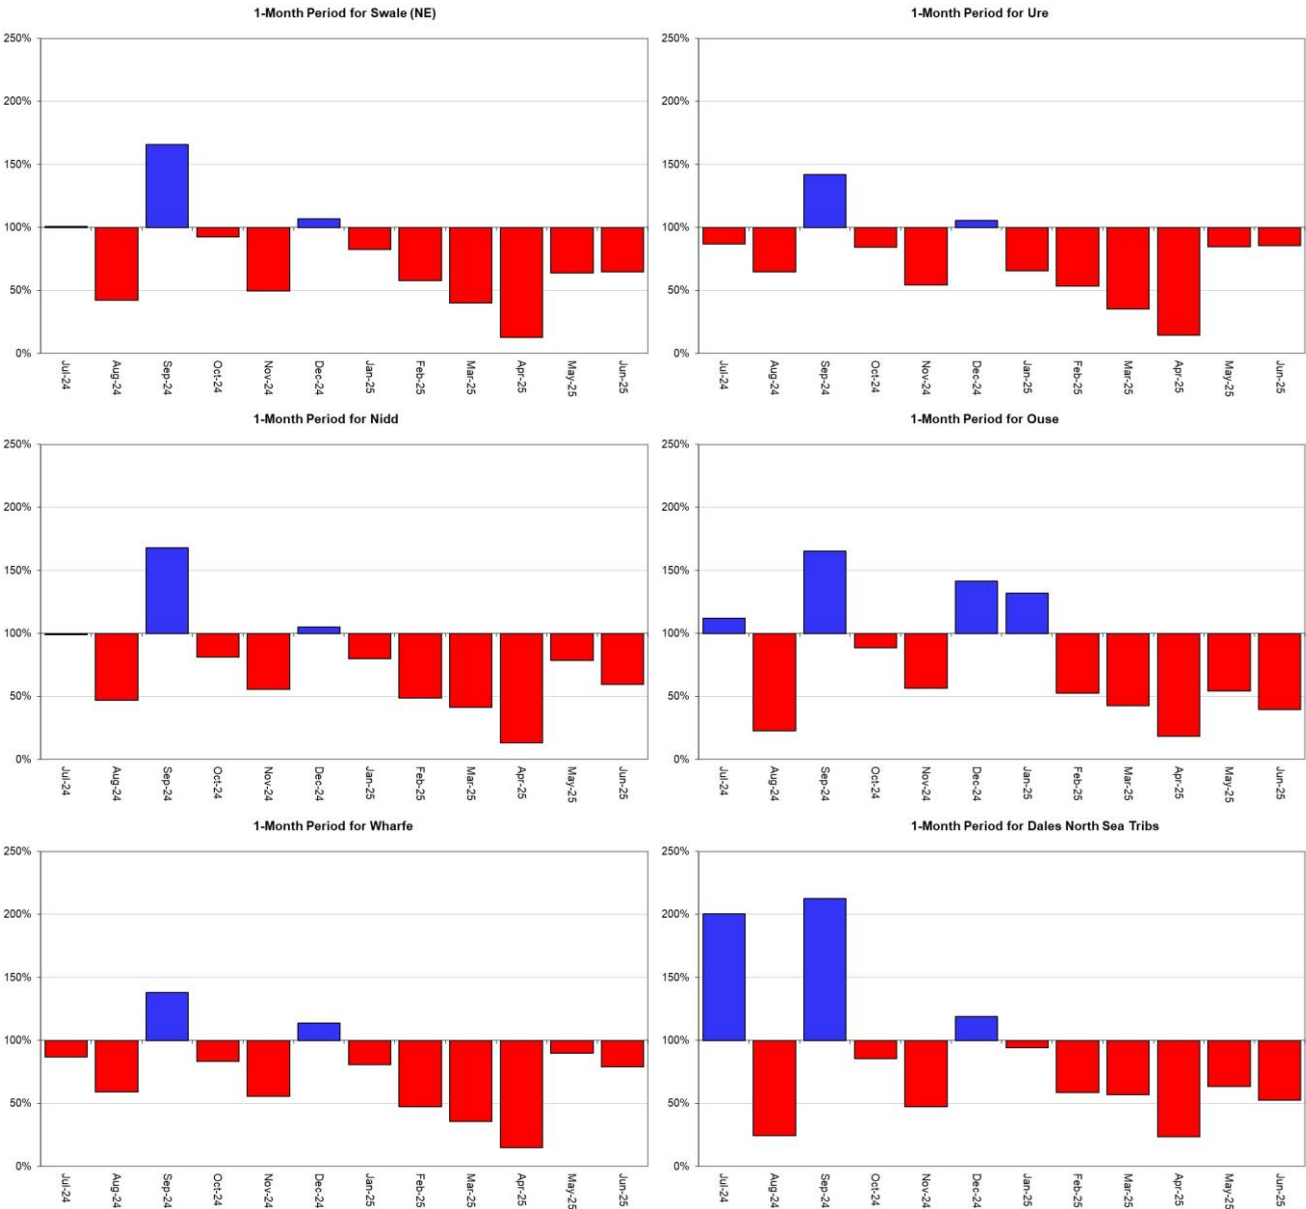 1-Month Period for Swale (NE)
250%
200%
150%
100%
50%
0%
Jul-24
Aug-24
Sep-24
Oct-24
Nov-24
Dec-24
Jan-25
Feb-25
Mar-25
Apr-25
May-25
Jun-25
1-Month Period for Ure
250%
200%
150%
100%
50%
0%
Jul-24
Aug-24
Sep-24
Oct-24
Nov-24
Dec-24
Jan-25
Feb-25
Mar-25
Apr-25
May-25
Jun-25
1-Month Period for Nidd
250%
200%
150%
100%
50%
0%
Jul-24
Aug-24
Sep-24
Oct-24
Nov-24
Dec-24
Jan-25
Feb-25
Mar-25
Apr-25
May-25
Jun-25
1-Month Period for Ouse
250%
200%
150%
100%
50%
0%
Jul-24
Aug-24
Sep-24
Oct-24
Nov-24
Dec-24
Jan-25
Feb-25
Mar-25
Apr-25
May-25
Jun-25
1-Month Period for Wharfe
250%
200%
150%
100%
50%
0%
Jul-24
Aug-24
Sep-24
Oct-24
Nov-24
Dec-24
Jan-25
Feb-25
Mar-25
Apr-25
May-25
Jun-25
1-Month Period for Dales North Sea Tribs
250%
200%
150%
100%
50%
0%
Jul-24
Aug-24
Sep-24
Oct-24
Nov-24
Dec-24
Jan-25
Feb-25
Mar-25
Apr-25
May-25
Jun-25